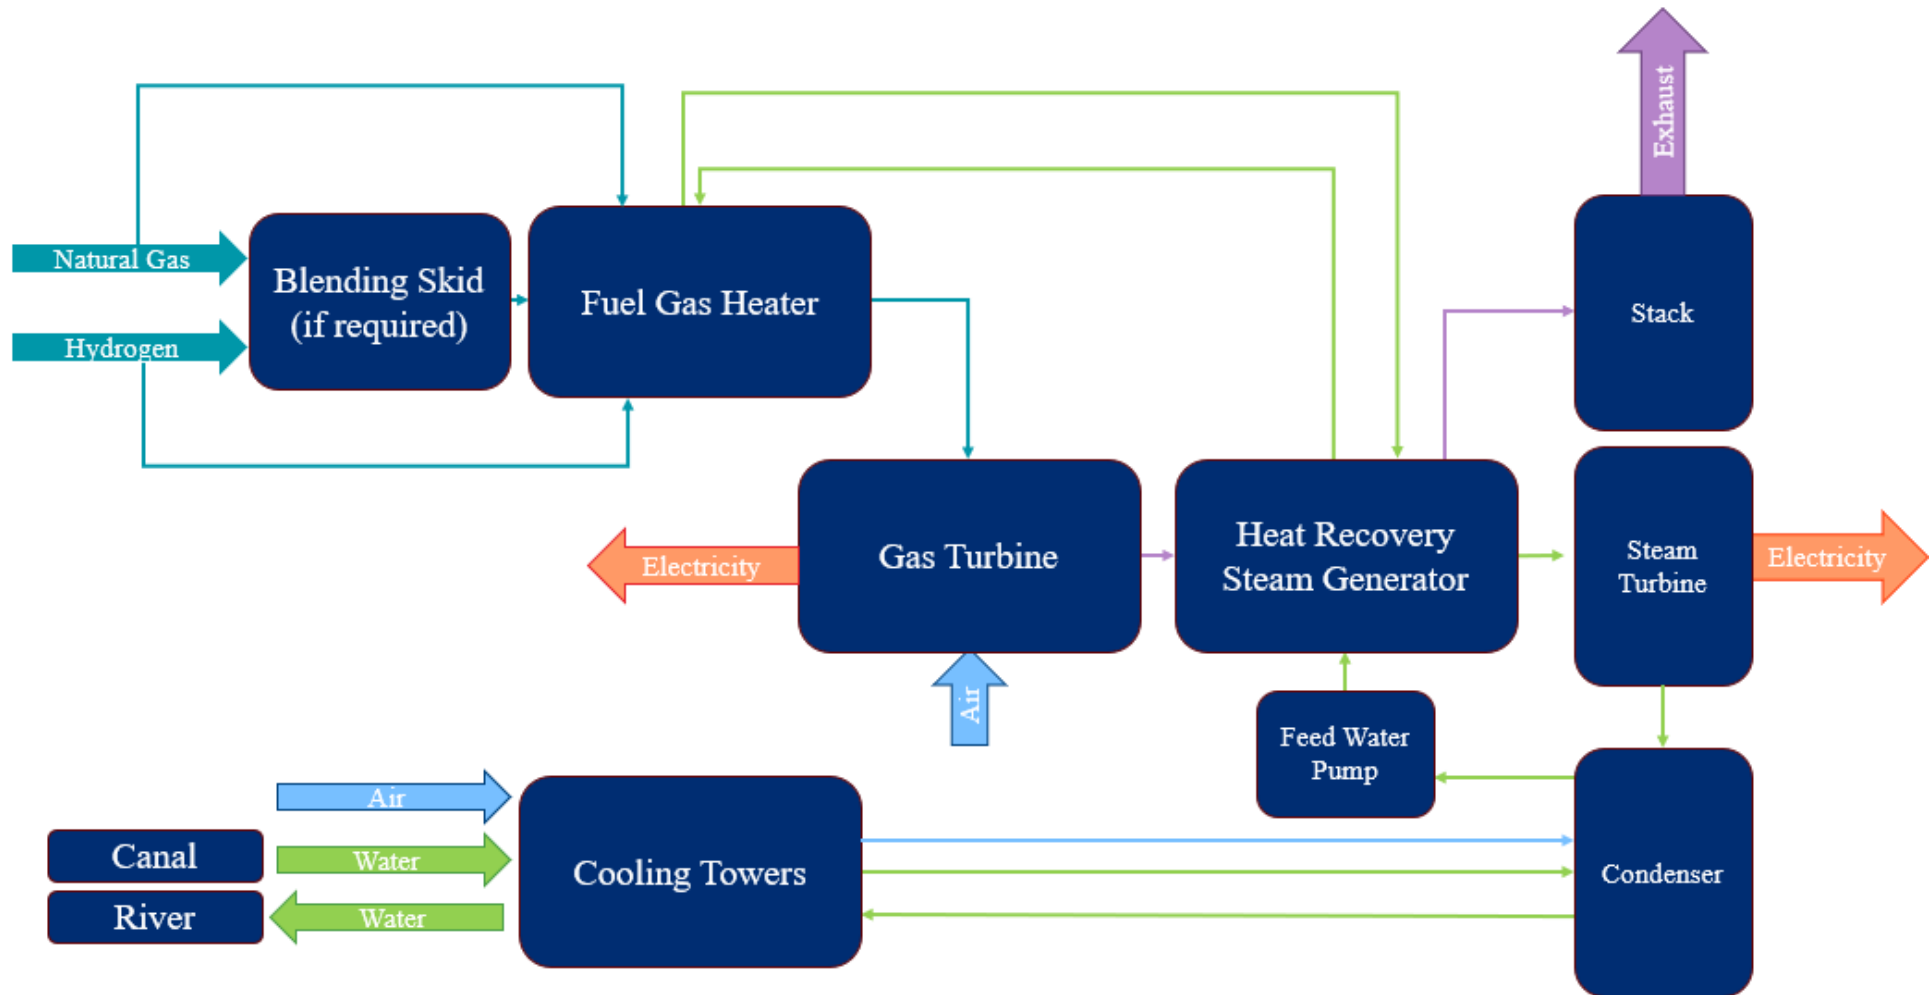 Exhaust
Natural Gas
Hydrogen
Blending Skid
(if required)
Fuel Gas Heater
Stack
Electricity
Gas Turbine
Heat Recovery
Steam Generator
Steam
Turbine
Electricity
Air
Feed Water
Pump
Air
Canal
Water
River
Water
Cooling Towers
Condenser